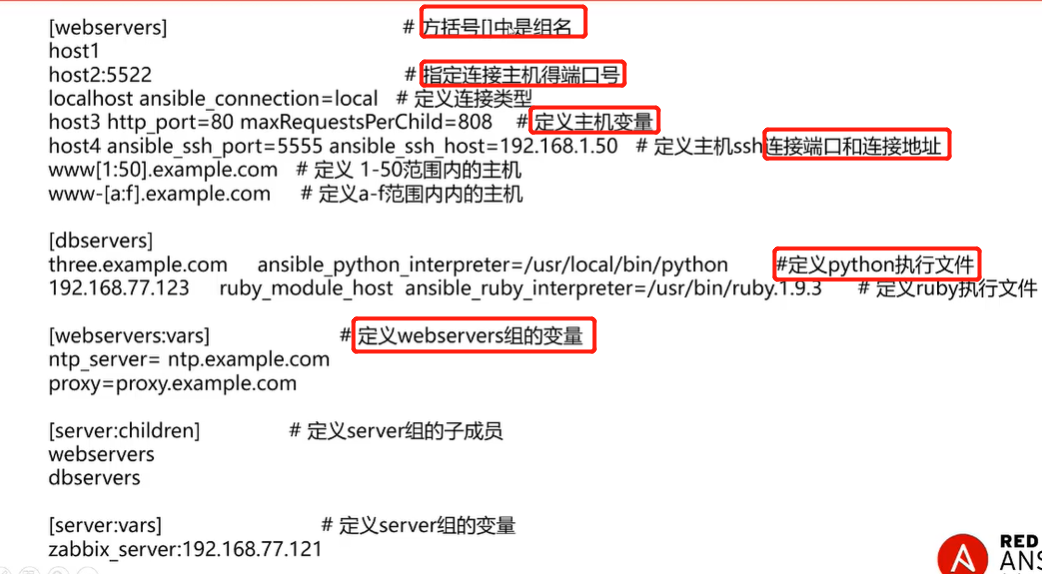 [webservers] # 方括号[]中是组名
host1
host2:5522 # 指定连接主机得端口号
localhost ansible_connection=local # 定义连接类型
host3 http_port=80 maxRequestsPerChild=808 # 定义主机变量
host4 ansible_ssh_port=5555 ansible_ssh_host=192.168.1.50 # 定义主机ssh连接端口和连接地址
www[1:50].example.com # 定义 1-50范围内的主机
www-[a:f].example.com # 定义a-f范围内内的主机
[dbservers]
three.example.com ansible_python_interpreter=/usr/local/bin/python #定义python执行文件
192.168.77.123 ruby_module_host ansible_ruby_interpreter=/usr/bin/ruby.1.9.3 # 定义ruby执行文件
[webservers:vars] # 定义webservers组的变量
ntp_server= ntp.example.com
proxy=proxy.example.com
[server:children] # 定义server组的子成员
webservers
dbservers
[server:vars] # 定义server组的变量
zabbix_server:192.168.77.121
RED
ANS